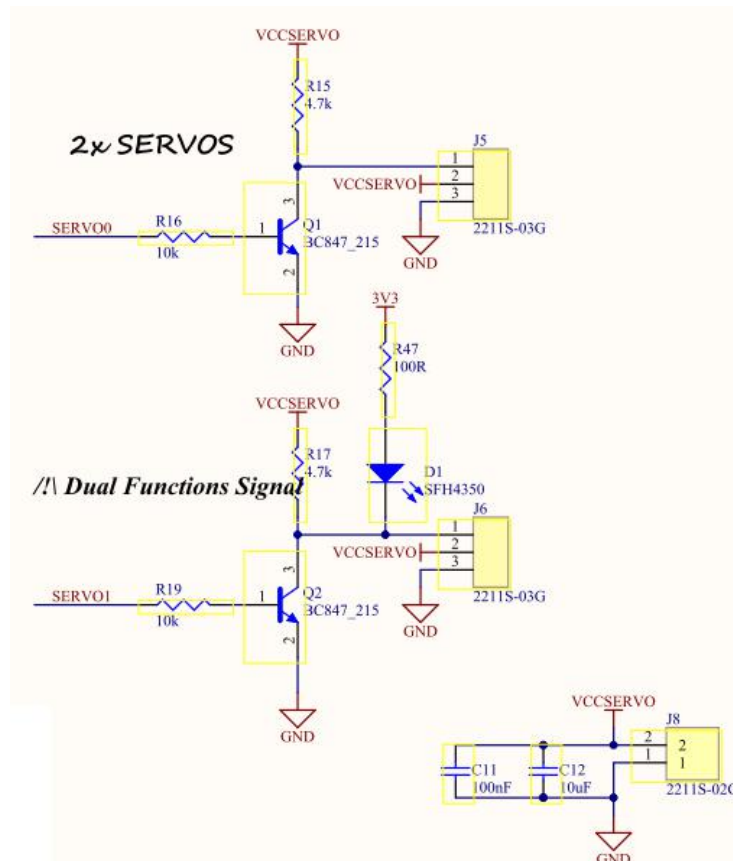 VCCSERVO
R15
4.7k
2x SERVOS
J5
1
VCCSERVO 2
3
3
SERVO0
R16
10k
1
Q1
BC847_215
2
2211S-03G
GND
GND
3V3
R47
100R
VCCSERVO
R17
4.7k
/!\ Dual Functions Signal
D1
SFH4350
J6
1
VCCSERVO 2
3
3
SERVO1
R19
10k
1
Q2
BC847_215
2
2211S-03G
GND
GND
VCCSERVO
J8
2 2
1 1
C11
100nF
C12
10uF
2211S-02G
GND